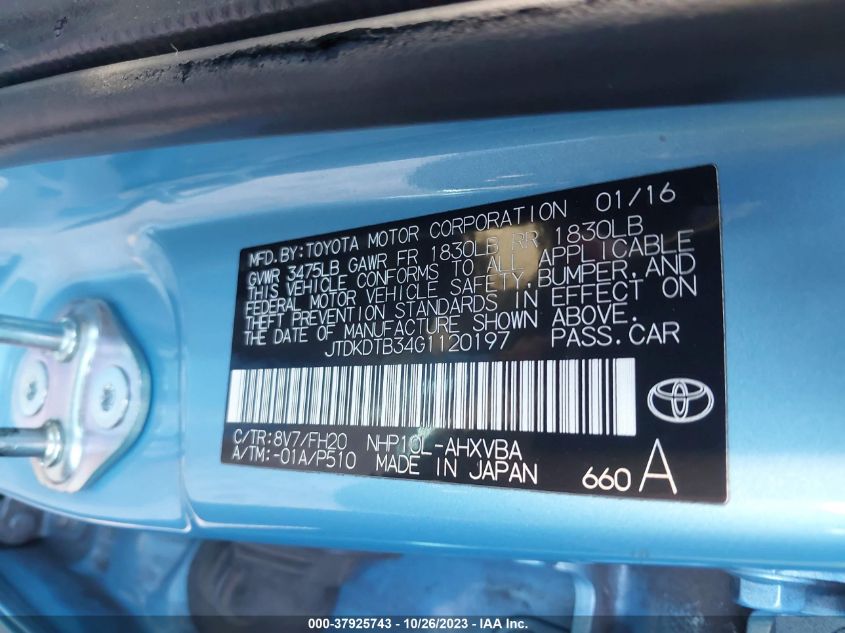 MFD. BY: TOYOTA MOTOR CORPORATION 01/16
GVWR 3475LB GAWR FR 1830LB RR 1830LB
THIS VEHICLE CONFORMS TO ALL APPLICABLE
FEDERAL MOTOR VEHICLE SAFETY, BUMPER, AND
THEFT PREVENTION STANDARDS IN EFFECT ON
THE DATE OF MANUFACTURE SHOWN ABOVE.
JTDKDTB34G1120197 PASS. CAR
C/TR: 8V7/FH20 NHP10L-AHXVBA
A/TM: -01A/P510 MADE IN JAPAN
660 A
000-37925743 - 10/26/2023 - IAAI Inc.